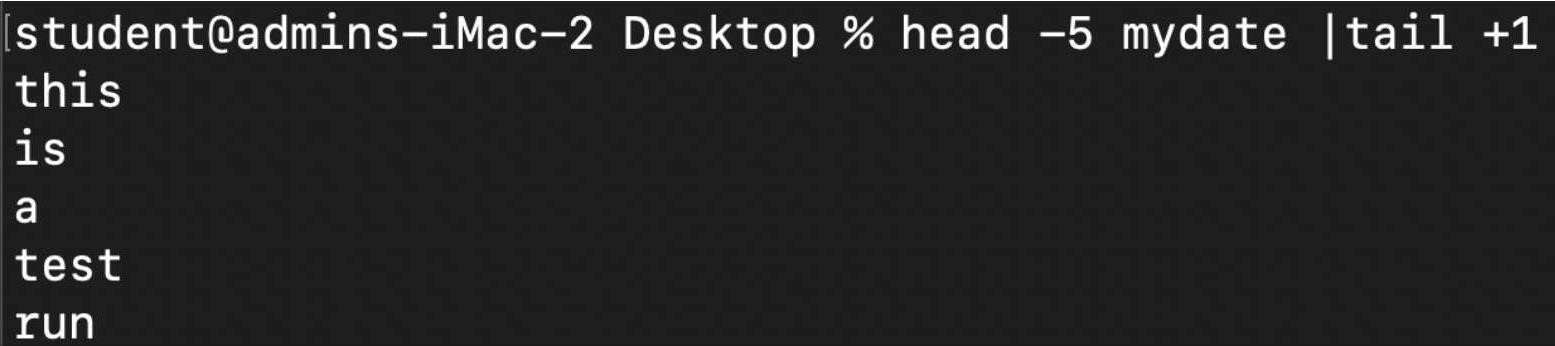 [student@admins-iMac-2 Desktop % head -5 mydate |tail +1
this
is
a
test
run